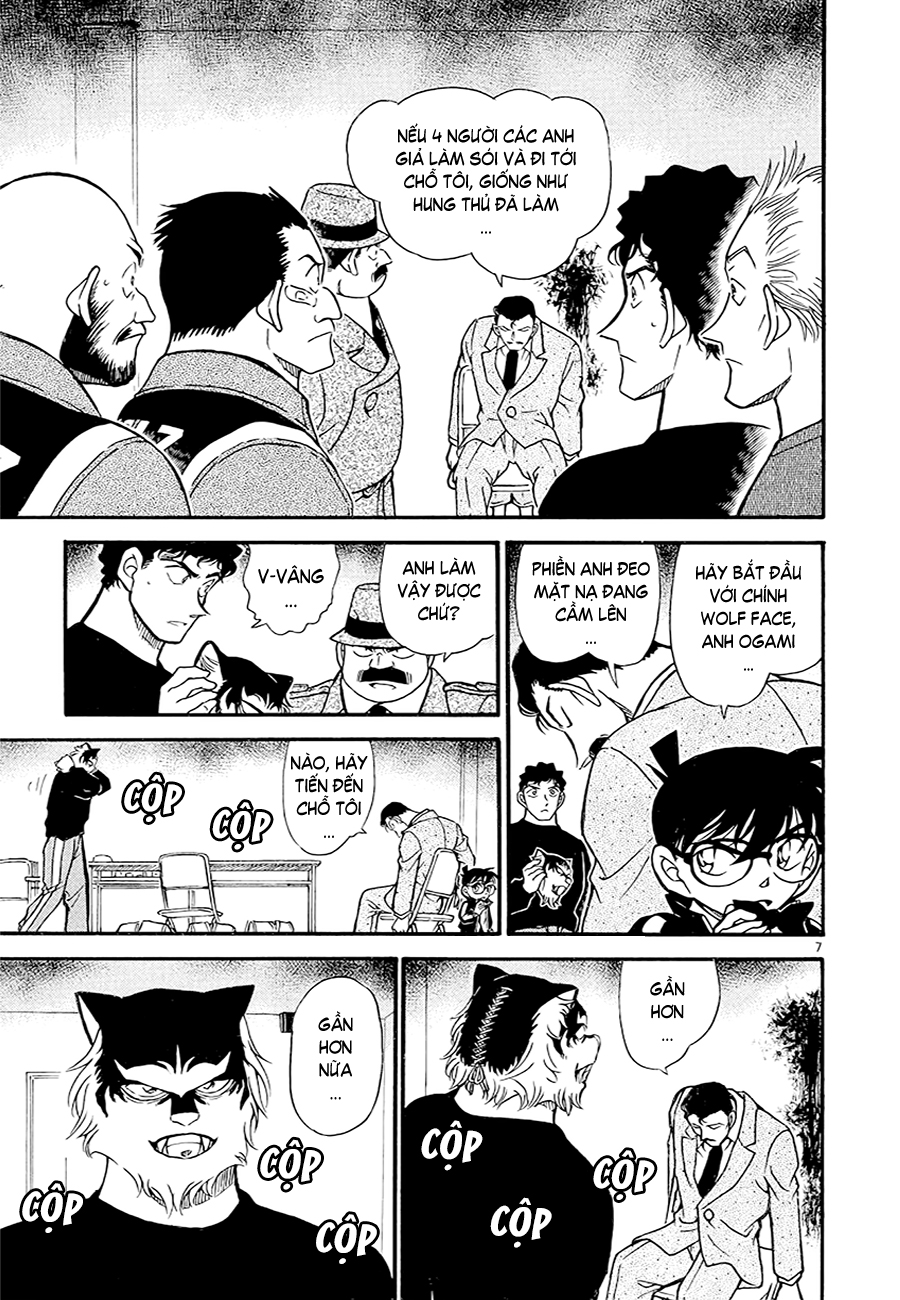 NẾU 4 NGƯỜI CÁC ANH
GIẢ LÀM SÓI VÀ ĐI TỚI
CHỔ TÔI, GIỐNG NHƯ
HUNG THỦ ĐÃ LÀM
...
HÃY BẮT ĐẦU
VỚI CHÍNH
WOLF FACE,
ANH OGAMI
...
PHIỀN ANH ĐEO
MẶT NẠ ĐANG
CẦM LÊN
...
ANH LÀM
VẬY ĐƯỢC
CHỨ?
V-VÂNG
...
NÀO, HÃY
TIẾN ĐẾN
CHỔ TÔI
...
CỘP
CỘP
7
GẦN
HƠN
...
CỘP
CỘP
CỘP
GẦN
HƠN
NỮA
...
CỘP
CỘP
CỘP